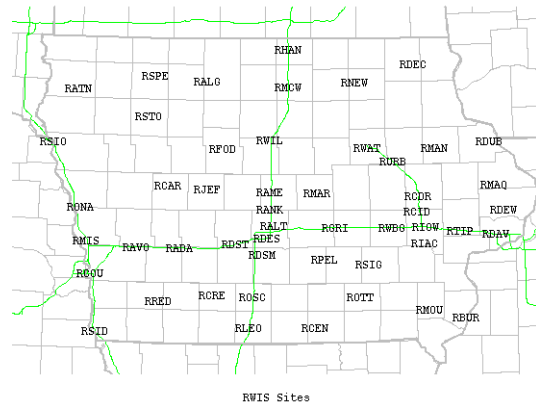 RHAN
RDEC
RSPE
RATN
RALG
RMCW
RNEW
RSTO
RSIO
RFOD
RWIL
RWAT
RMAN
RDUB
RURB
RCAR
RJEF
RAME
RMAR
RCDR
RMAQ
RONA
RANK
RCID
RDEW
RALT
RGRI
RWBG
RIOW
RTIP
RDAV
RMIS
RAVO
RADA
RDST
RDES
RIAC
RDSM
RPEL
RSIG
RCOU
RRED
RCRE
ROSC
ROTT
RMOU
RBUR
RSID
RLEO
RCEN
RWIS Sites